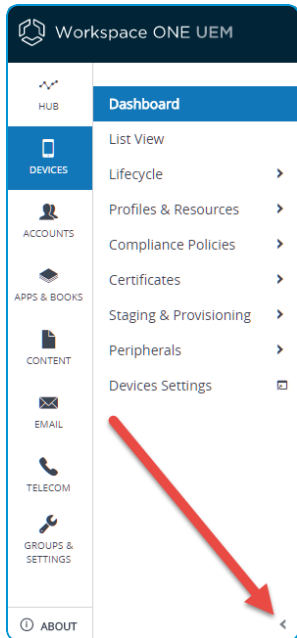 Workspace ONE UEM
HUB
DEVICES
ACCOUNTS
APPS & BOOKS
CONTENT
EMAIL
TELECOM
GROUPS &
SETTINGS
ABOUT
Dashboard
List View
Lifecycle
Profiles & Resources
Compliance Policies
Certificates
Staging & Provisioning
Peripherals
Devices Settings